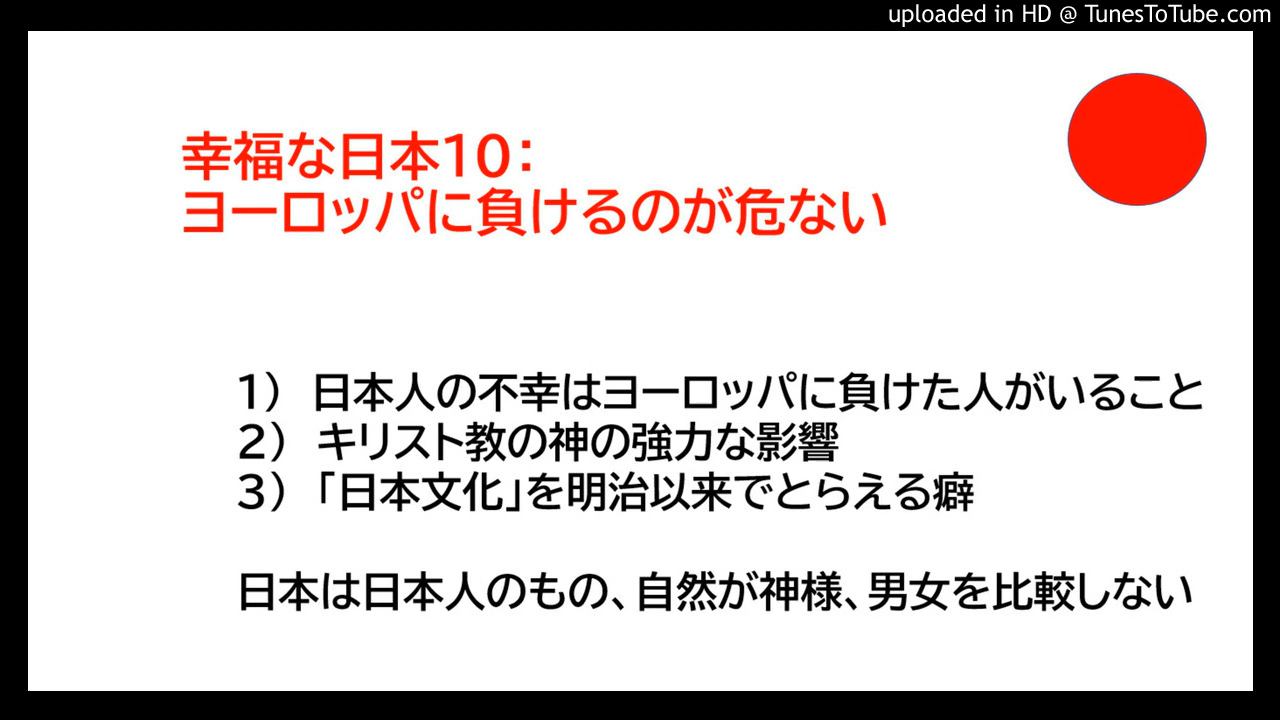 uploaded in HD @ TunesToTube.com
幸福な日本10：
ヨーロッパに負けるのが危ない
1） 日本人の不幸はヨーロッパに負けた人がいること
2） キリスト教の神の強力な影響
3）「日本文化」を明治以来でとらえる癖
日本は日本人のもの、自然が神様、男女を比較しない